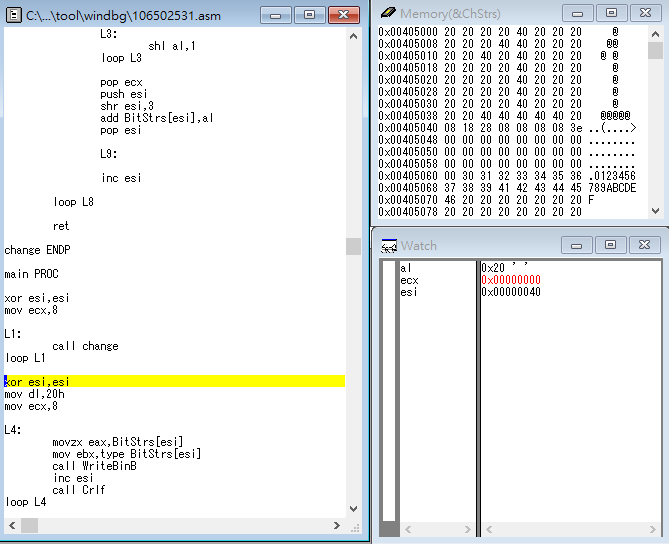 C:\...\tool\windbg\106502531.asm
L3:
shl al,1
loop L3
pop ecx
push esi
shr esi,3
add BitStrs[esi],al
pop esi
L9:
inc esi
loop L8
ret
change ENDP
main PROC
xor esi,esi
mov ecx,8
L1:
call change
loop L1
xor esi,esi
mov dl,20h
mov ecx,8
L4:
movzx eax,BitStrs[esi]
mov ebx,type BitStrs[esi]
call WriteBinB
inc esi
call Crlf
loop L4
Memory(&ChStrs)
0x00405000 20 20 20 20 40 20 20 20     @
0x00405008 20 20 20 40 40 20 20 20    @@
0x00405010 20 20 40 20 40 20 20 20   @ @
0x00405018 20 20 20 20 40 20 20 20     @
0x00405020 20 20 20 20 40 20 20 20     @
0x00405028 20 20 20 20 40 20 20 20     @
0x00405030 20 20 20 20 40 20 20 20     @
0x00405038 20 20 40 40 40 40 40 20   @@@@@
0x00405040 08 18 28 08 08 08 08 3e ..(....>
0x00405048 00 00 00 00 00 00 00 00 ........
0x00405050 00 00 00 00 00 00 00 00 ........
0x00405058 00 00 00 00 00 00 00 00 ........
0x00405060 00 30 31 32 33 34 35 36 .0123456
0x00405068 37 38 39 41 42 43 44 45 789ABCDE
0x00405070 46 20 20 20 20 20 20 20 F
0x00405078 20 20 20 20 20 20 20 20
Watch
al 0x20 ' '
ecx 0x00000000
esi 0x00000040